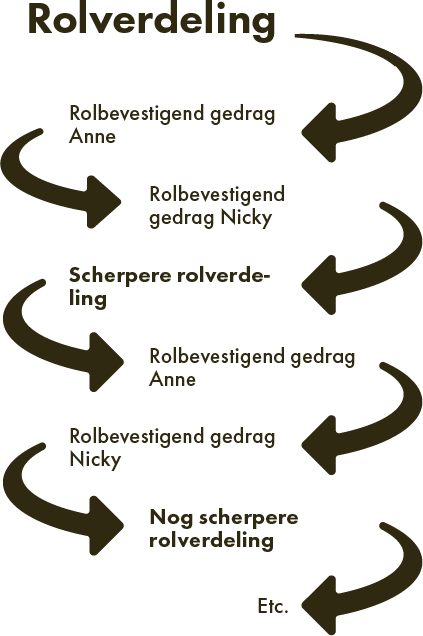 Rolverdeling
Rolbevestigend gedrag
Anne
Rolbevestigend
gedrag Nicky
Scherpere rolverde-
ling
Rolbevestigend gedrag
Anne
Rolbevestigend gedrag
Nicky
Nog scherpere
rolverdeling
Etc.